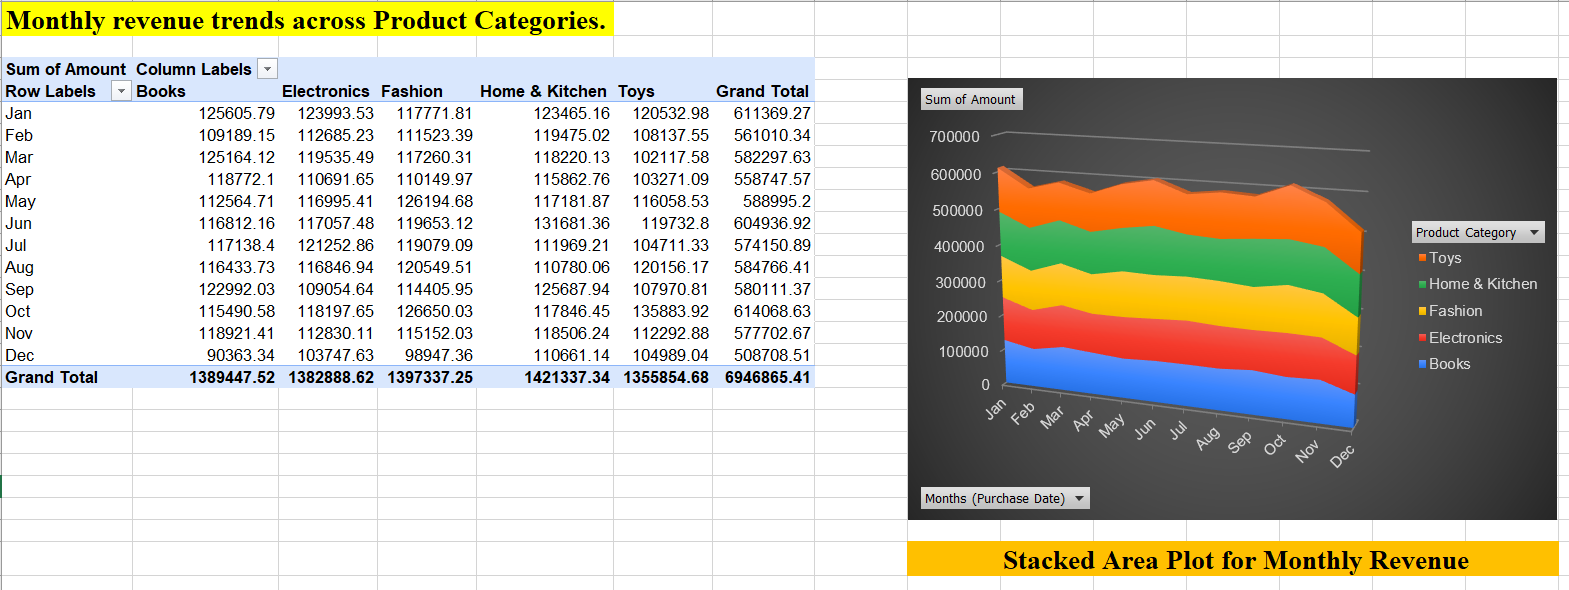 Monthly revenue trends across Product Categories.
Sum of Amount Column Labels
Row Labels Books Electronics Fashion Home & Kitchen Toys Grand Total
Jan 125605.79 123993.53 117771.81 123465.16 120532.98 611369.27
Feb 109189.15 112685.23 111523.39 119475.02 108137.55 561010.34
Mar 125164.12 119535.49 117260.31 118220.13 102117.58 582297.63
Apr 118772.1 110691.65 110149.97 115862.76 103271.09 558747.57
May 112564.71 116995.41 126194.68 117181.87 116058.53 588995.2
Jun 116812.16 117057.48 119653.12 131681.36 119732.8 604936.92
Jul 117138.4 121252.86 119079.09 111969.21 104711.33 574150.89
Aug 116433.73 116846.94 120549.51 110780.06 120156.17 584766.41
Sep 122992.03 109054.64 114405.95 125687.94 107970.81 580111.37
Oct 115490.58 118197.65 126650.03 117846.45 135883.92 614068.63
Nov 118921.41 112830.11 115152.03 118506.24 112292.88 577702.67
Dec 90363.34 103747.63 98947.36 110661.14 104989.04 508708.51
Grand Total 1389447.52 1382888.62 1397337.25 1421337.34 1355854.68 6946865.41
Sum of Amount
700000
600000
500000
400000
300000
200000
100000
0
Jan Feb Mar Apr May Jun Jul Aug Sep Oct Nov Dec
Product Category
Toys
Home & Kitchen
Fashion
Electronics
Books
Months (Purchase Date)
Stacked Area Plot for Monthly Revenue